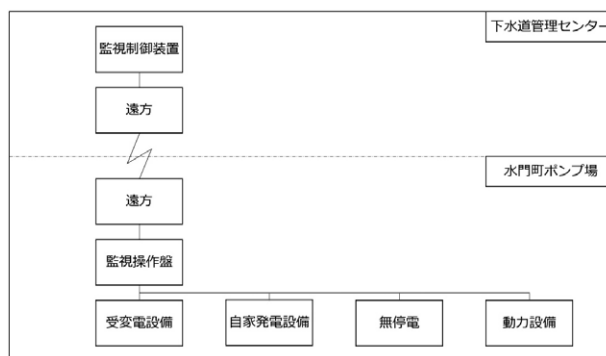 下水道管理センター
監視制御装置
遠方
水門町ポンプ場
遠方
監視操作盤
受変電設備
自家発電設備
無停電
動力設備